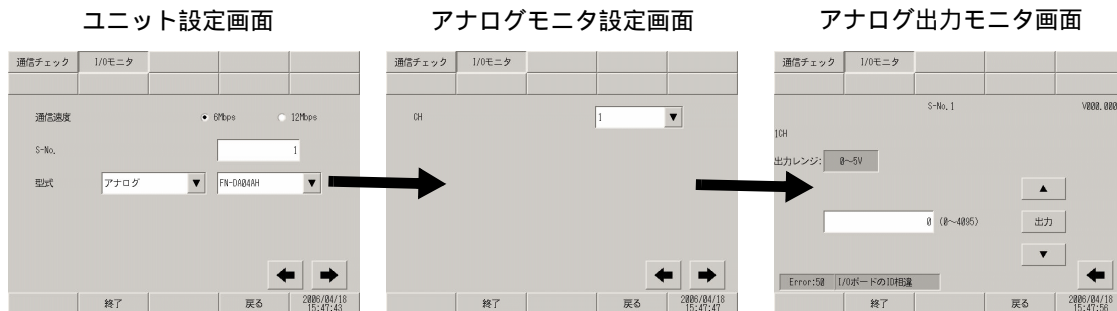 ユニット設定画面
アナログモニタ設定画面
アナログ出力モニタ画面
通信チェック I/Oモニタ
通信速度 6Mbps 12Mbps
S-No. 1
型式 アナログ FN-DA04AH
終了 戻る 2006/04/18
15:47:43
通信チェック I/Oモニタ
CH 1
終了 戻る 2006/04/18
15:47:47
通信チェック I/Oモニタ
S-No. 1 V000.000
1CH
出力レンジ: 0～5V
0 (0～4095) 出力
Error:50 I/OボードのID相違
終了 戻る 2006/04/18
15:47:56